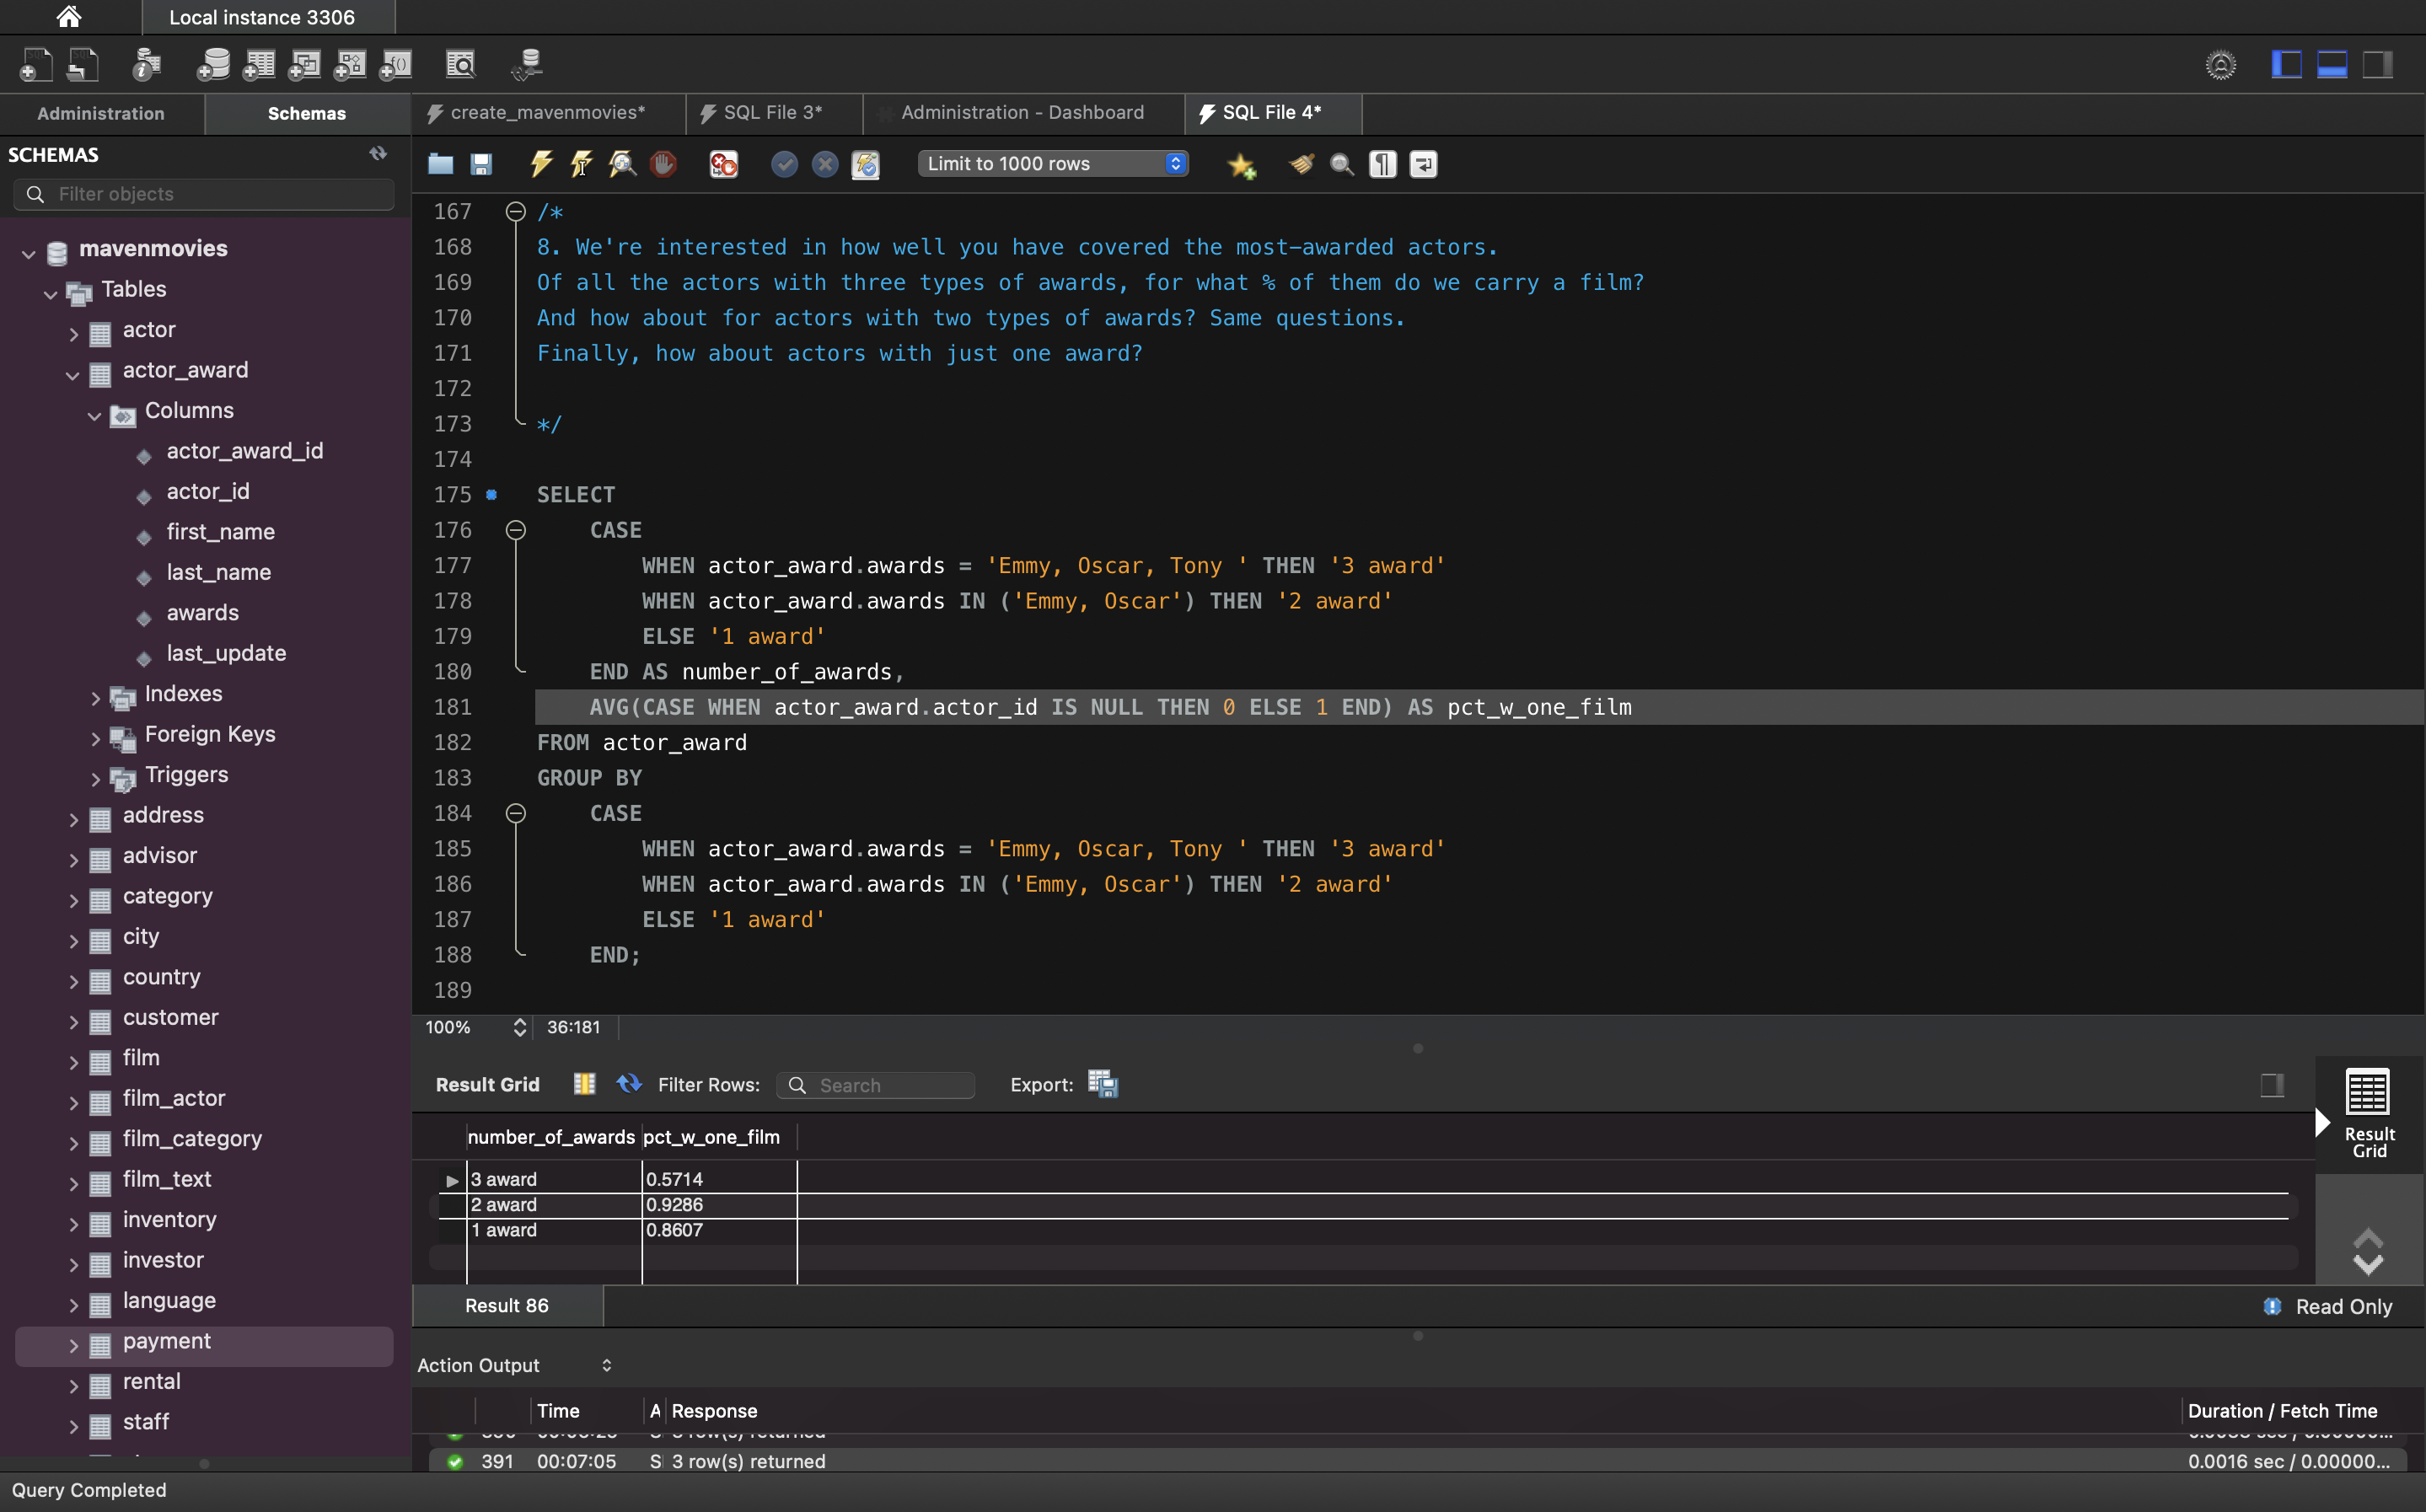 Local instance 3306
Administration
Schemas
create_mavenmovies*
SQL File 3*
Administration - Dashboard
SQL File 4*
SCHEMAS
Filter objects
Limit to 1000 rows
mavenmovies
Tables
actor
actor_award
Columns
actor_award_id
actor_id
first_name
last_name
awards
last_update
Indexes
Foreign Keys
Triggers
address
advisor
category
city
country
customer
film
film_actor
film_category
film_text
inventory
investor
language
payment
rental
staff
167 /*
168 8. We're interested in how well you have covered the most-awarded actors.
169 Of all the actors with three types of awards, for what % of them do we carry a film?
170 And how about for actors with two types of awards? Same questions.
171 Finally, how about actors with just one award?
172
173 */
174
175 SELECT
176 CASE
177 WHEN actor_award.awards = 'Emmy, Oscar, Tony ' THEN '3 award'
178 WHEN actor_award.awards IN ('Emmy, Oscar') THEN '2 award'
179 ELSE '1 award'
180 END AS number_of_awards,
181 AVG(CASE WHEN actor_award.actor_id IS NULL THEN 0 ELSE 1 END) AS pct_w_one_film
182 FROM actor_award
183 GROUP BY
184 CASE
185 WHEN actor_award.awards = 'Emmy, Oscar, Tony ' THEN '3 award'
186 WHEN actor_award.awards IN ('Emmy, Oscar') THEN '2 award'
187 ELSE '1 award'
188 END;
189
100% 36:181
Result Grid Filter Rows: Search Export:
Result
Grid
number_of_awards pct_w_one_film
3 award 0.5714
2 award 0.9286
1 award 0.8607
Result 86
Read Only
Action Output
Time A Response Duration / Fetch Time
391 00:07:05 S 3 row(s) returned 0.0016 sec / 0.00000...
Query Completed